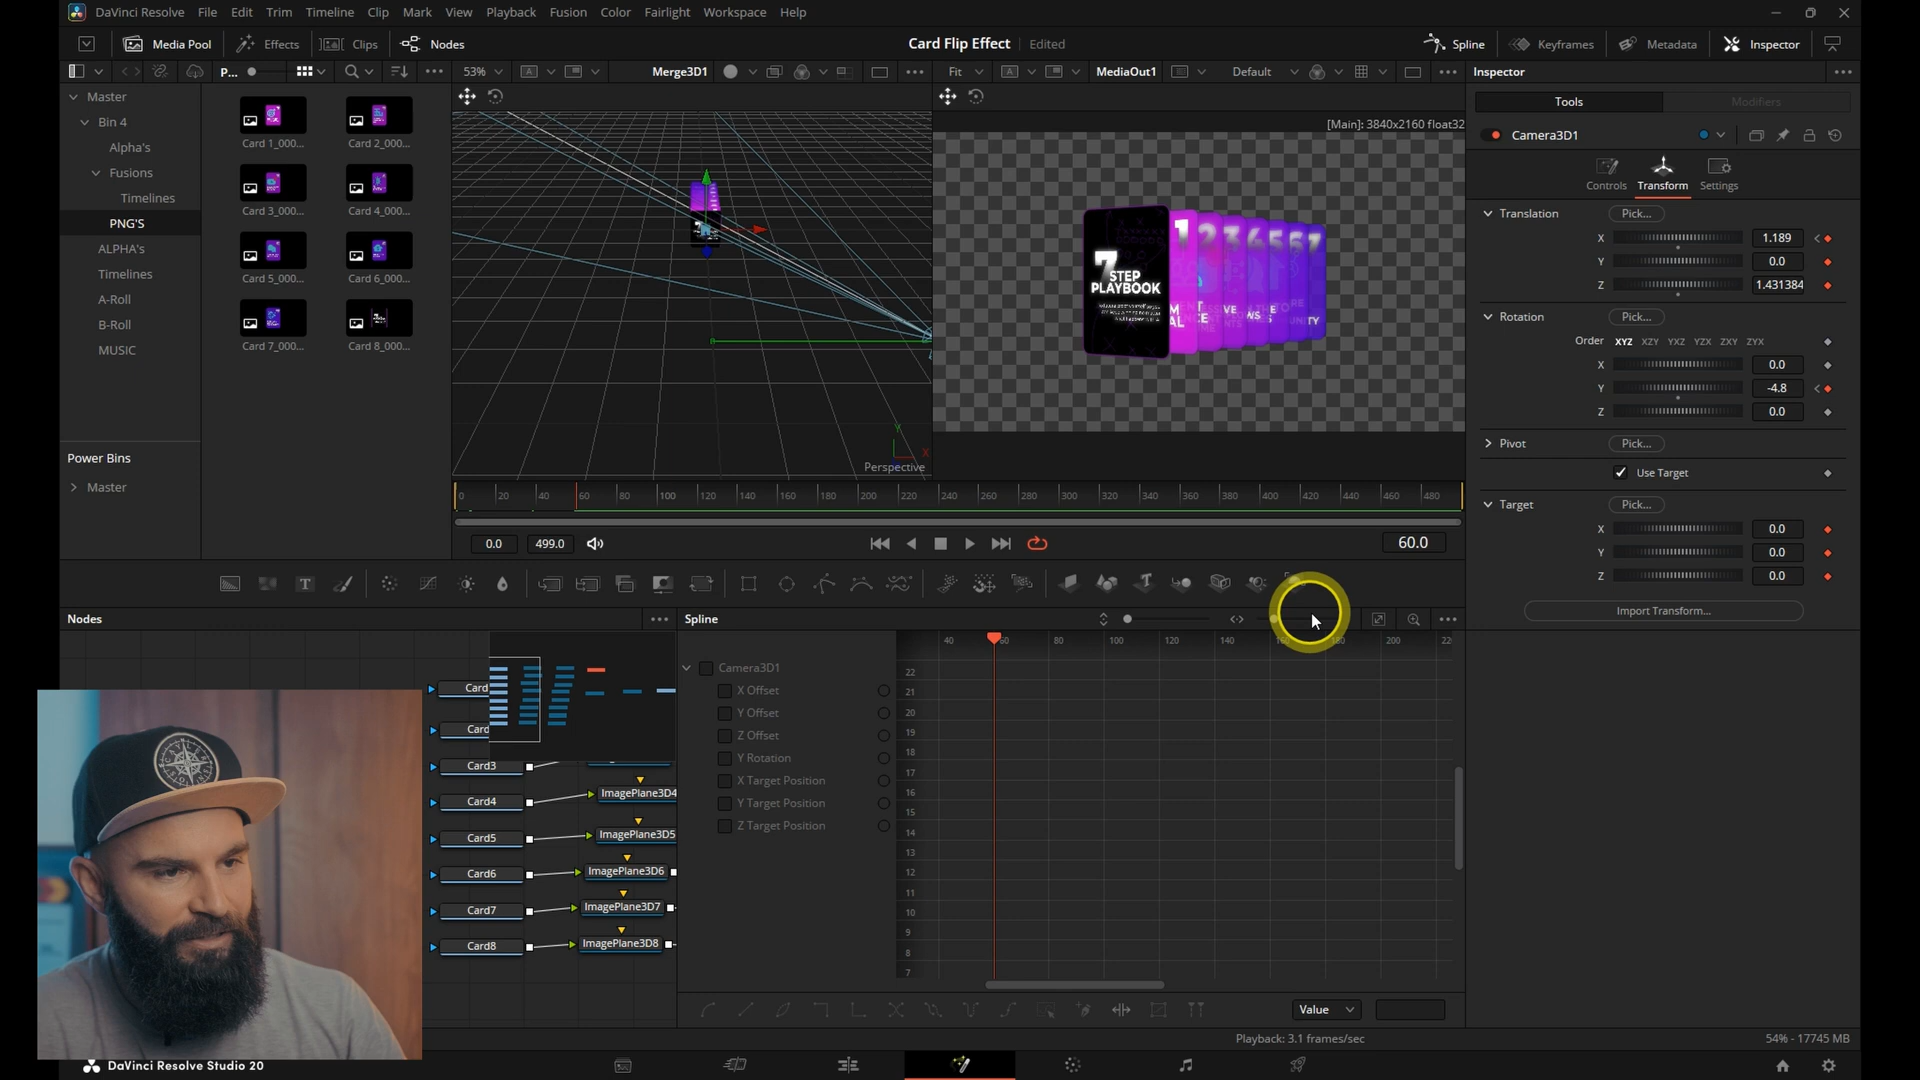 DaVinci Resolve File Edit Trim Timeline Clip Mark View Playback Fusion Color Fairlight Workspace Help
Media Pool Effects Clips Nodes Card Flip Effect Edited Spline Keyframes Metadata Inspector
P... 53% Merge3D1 Fit MediaOut1 Default Inspector
Master
Bin 4
Alpha's
Fusions
Timelines
PNG'S
ALPHA's
Timelines
A-Roll
B-Roll
MUSIC
Power Bins
Master
Card 1_000... Card 2_000...
Card 3_000... Card 4_000...
Card 5_000... Card 6_000...
Card 7_000... Card 8_000...
Perspective
[Main]: 3840x2160 float32
7
STEP
PLAYBOOK
1 2 3 4 5 6 7
Tools Modifiers
Camera3D1
Controls Transform Settings
Translation Pick...
X 1.189
Y 0.0
Z 1.431384
Rotation Pick...
Order XYZ XZY YXZ YZX ZXY ZYX
X 0.0
Y -4.8
Z 0.0
Pivot Pick...
Use Target
Target Pick...
X 0.0
Y 0.0
Z 0.0
Import Transform...
0 20 40 60 80 100 120 140 160 180 200 220 240 260 280 300 320 340 360 380 400 420 440 460 480
0.0 499.0 60.0
Nodes
Card
Card
Card3
Card4 ImagePlane3D4
Card5 ImagePlane3D5
Card6 ImagePlane3D6
Card7 ImagePlane3D7
Card8 ImagePlane3D8
Spline
40 60 80 100 120 140 160 180 200 22
Camera3D1
X Offset
Y Offset
Z Offset
Y Rotation
X Target Position
Y Target Position
Z Target Position
22
21
20
19
18
17
16
15
14
13
12
11
10
9
8
7
Value
Playback: 3.1 frames/sec 54% - 17745 MB
DaVinci Resolve Studio 20